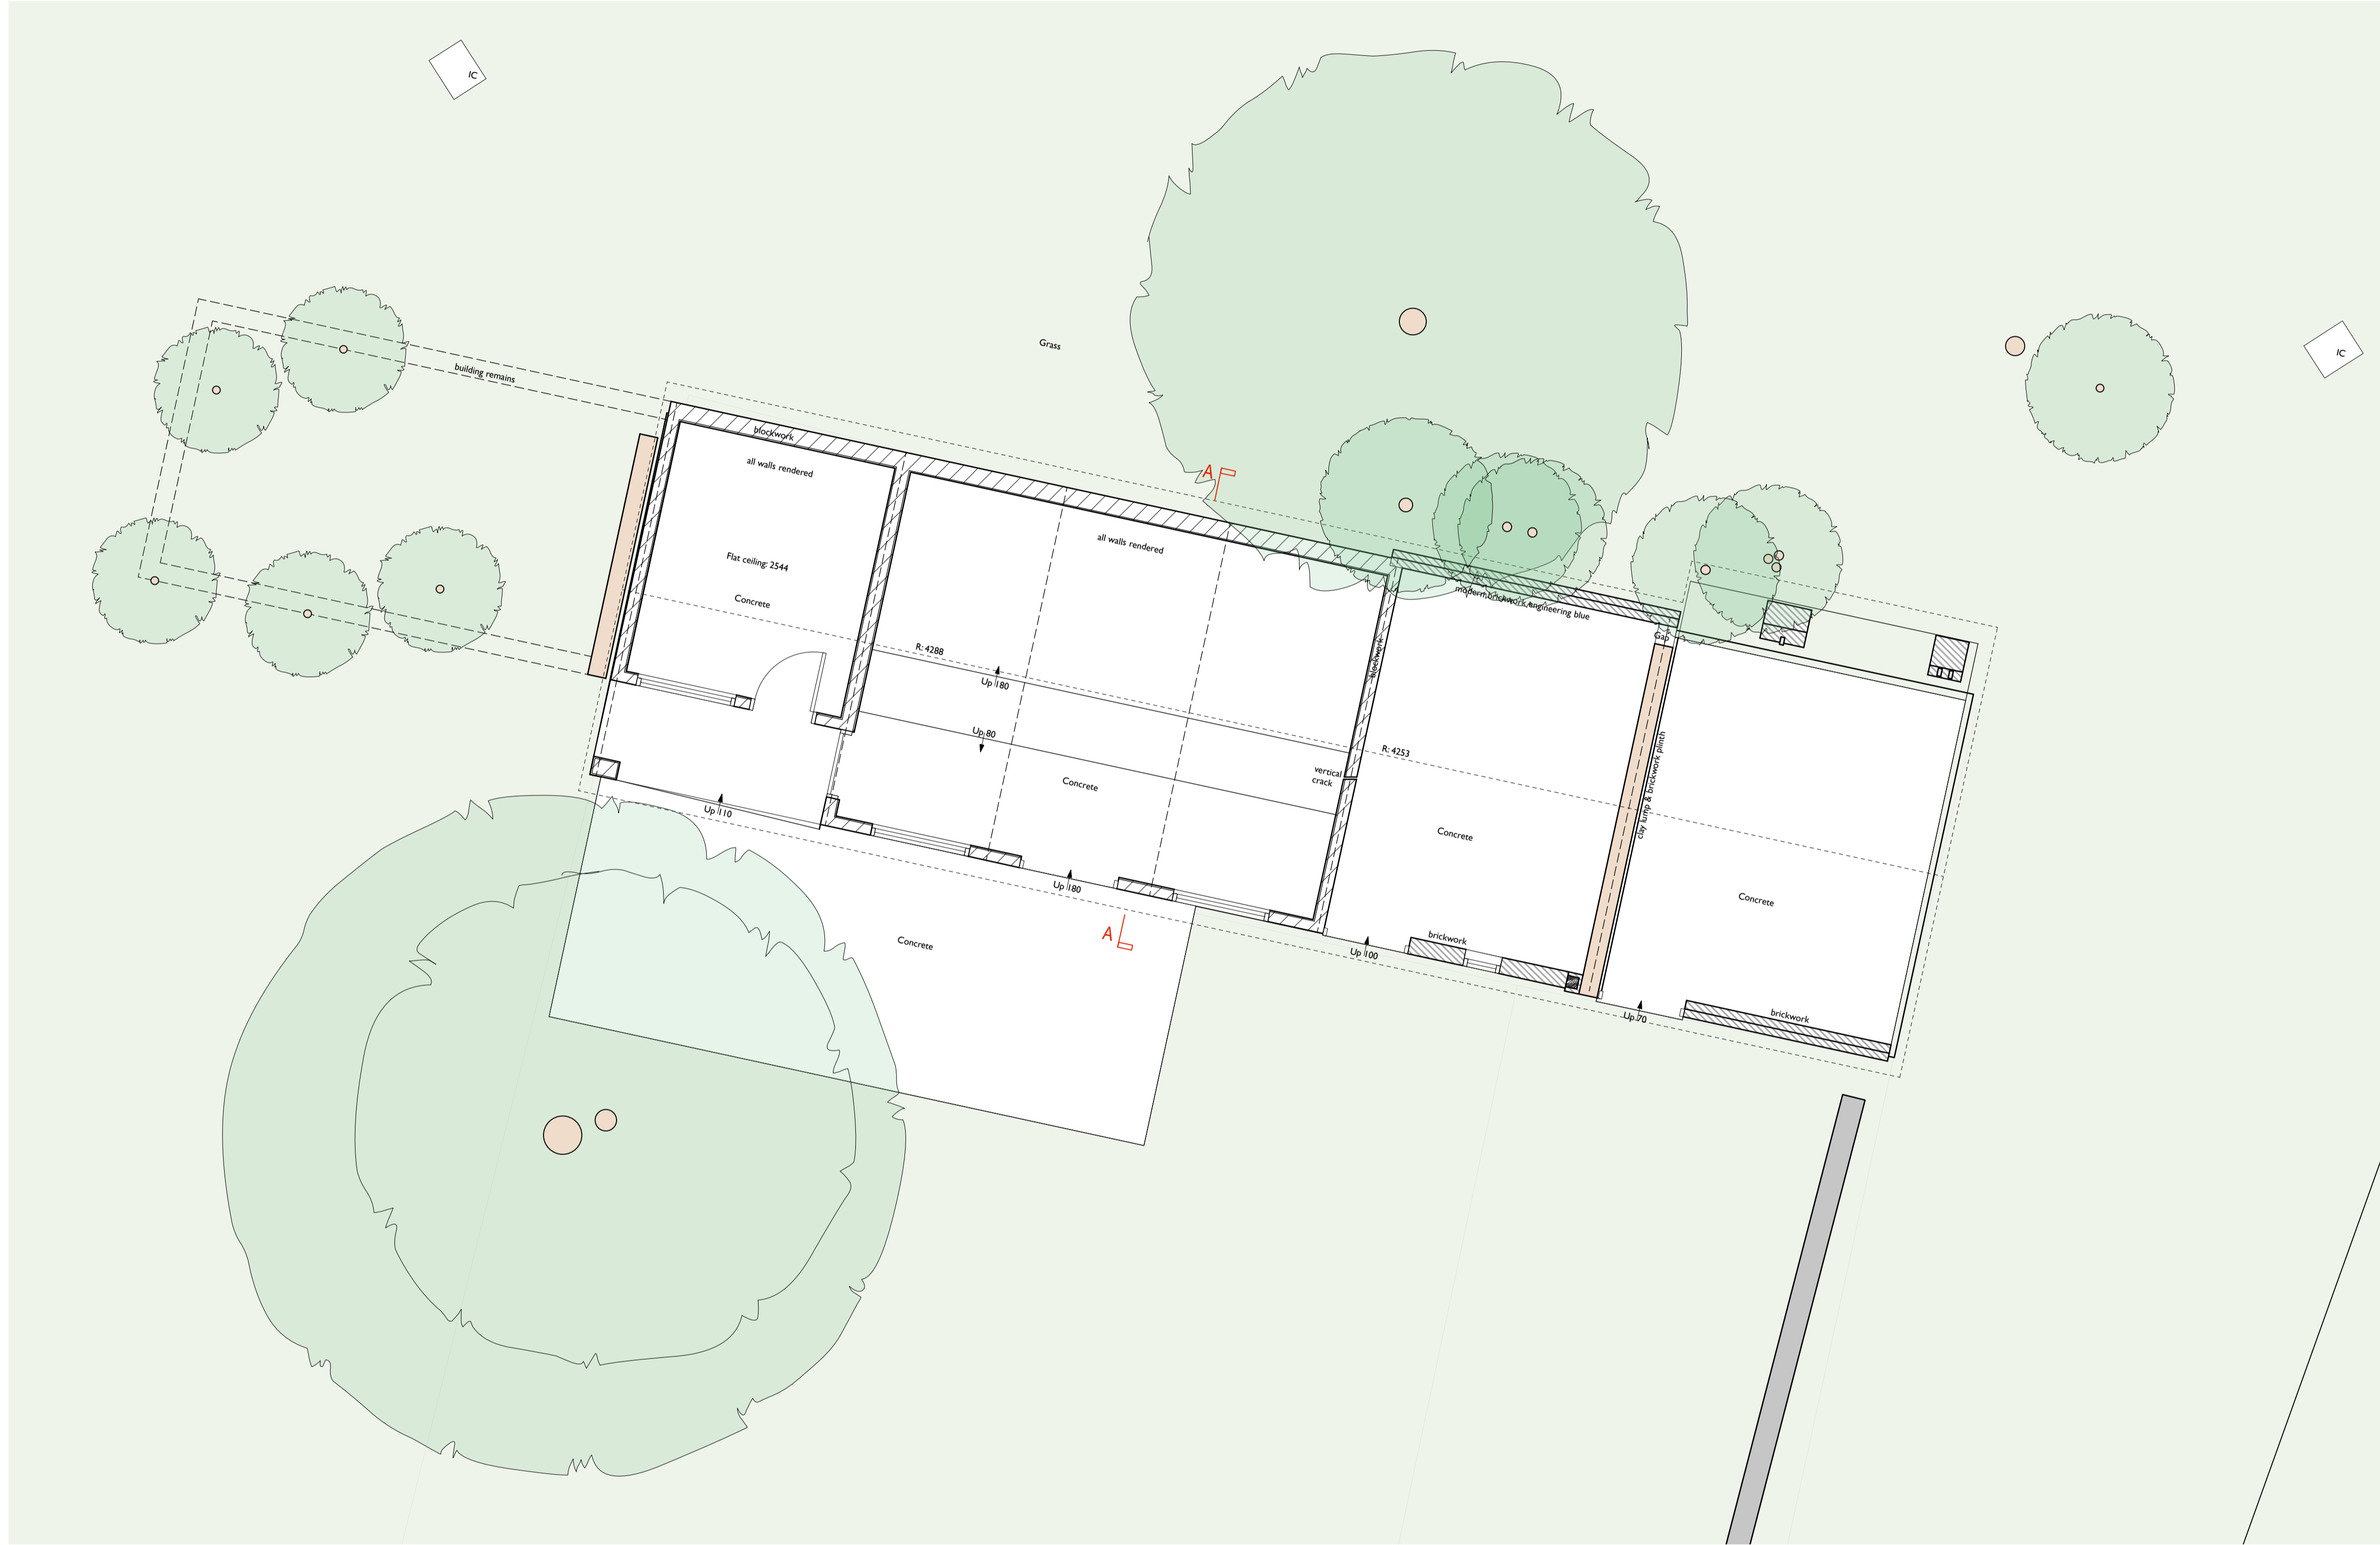 IC
Grass
IC
building remains
blockwork
all walls rendered
A
all walls rendered
Flat ceiling: 2544
Concrete
modern brickwork engineering blue
Gap
R: 4288
Up 180
blockwork
Up 80
R: 4253
vertical
crack
clay lump & brickwork plinth
Concrete
Up 110
Concrete
Up 180
Concrete
A
Concrete
brickwork
Up 100
Up 70
brickwork